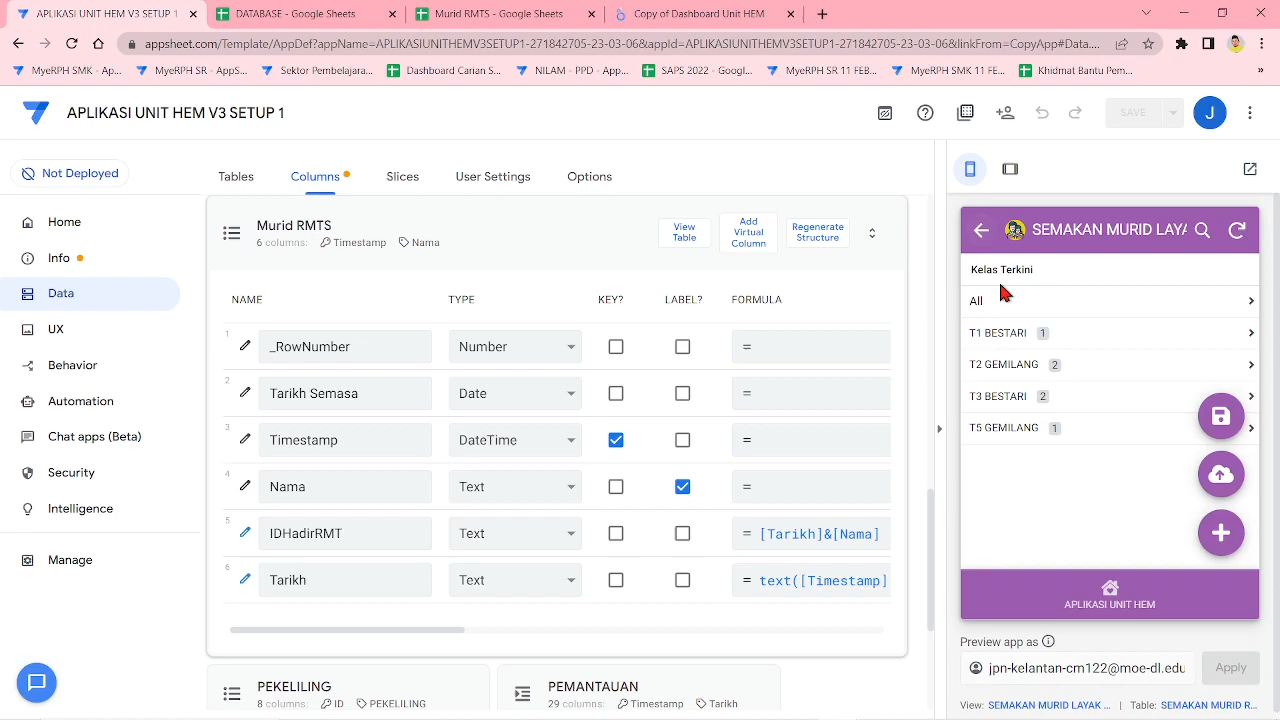 APLIKASI UNIT HEM V3 SETUP 1
DATABASE - Google Sheets
Murid RMTS - Google Sheets
Copy of Dashboard Unit HEM
appsheet.com/Template/AppDef?appName=APLIKASIUNITHEMV3SETUP1-271842705-23-03-06&appId=APLIKASIUNITHEMV3SETUP1-271842705-23-03-06&linkFrom=CopyApp#Data...
MyeRPH SMK - Ap...
MyeRPH SR - AppS...
Sektor Pembelajara...
Dashboard Carian S...
NILAM - PPD _ App...
SAPS 2022 - Googl...
MyeRPH SR 11 FEB...
MyeRPH SMK 11 FE...
Khidmat Bantu Pem...
»
APLIKASI UNIT HEM V3 SETUP 1
SAVE
J
Not Deployed
Home
Info
Data
UX
Behavior
Automation
Chat apps (Beta)
Security
Intelligence
Manage
Tables
Columns
Slices
User Settings
Options
Murid RMTS
6 columns: Timestamp Nama
View Table
Add Virtual Column
Regenerate Structure
NAME TYPE KEY? LABEL? FORMULA
1 _RowNumber Number =
2 Tarikh Semasa Date =
3 Timestamp DateTime =
4 Nama Text =
5 IDHadirRMT Text = [Tarikh]&[Nama]
6 Tarikh Text = text([Timestamp]
PEKELILING
8 columns: ID PEKELILING
PEMANTAUAN
29 columns: Timestamp Tarikh
SEMAKAN MURID LAYA
Kelas Terkini
All
T1 BESTARI 1
T2 GEMILANG 2
T3 BESTARI 2
T5 GEMILANG 1
APLIKASI UNIT HEM
Preview app as
jpn-kelantan-cm122@moe-dl.edu
Apply
View: SEMAKAN MURID LAYAK ... | Table: SEMAKAN MURID R...